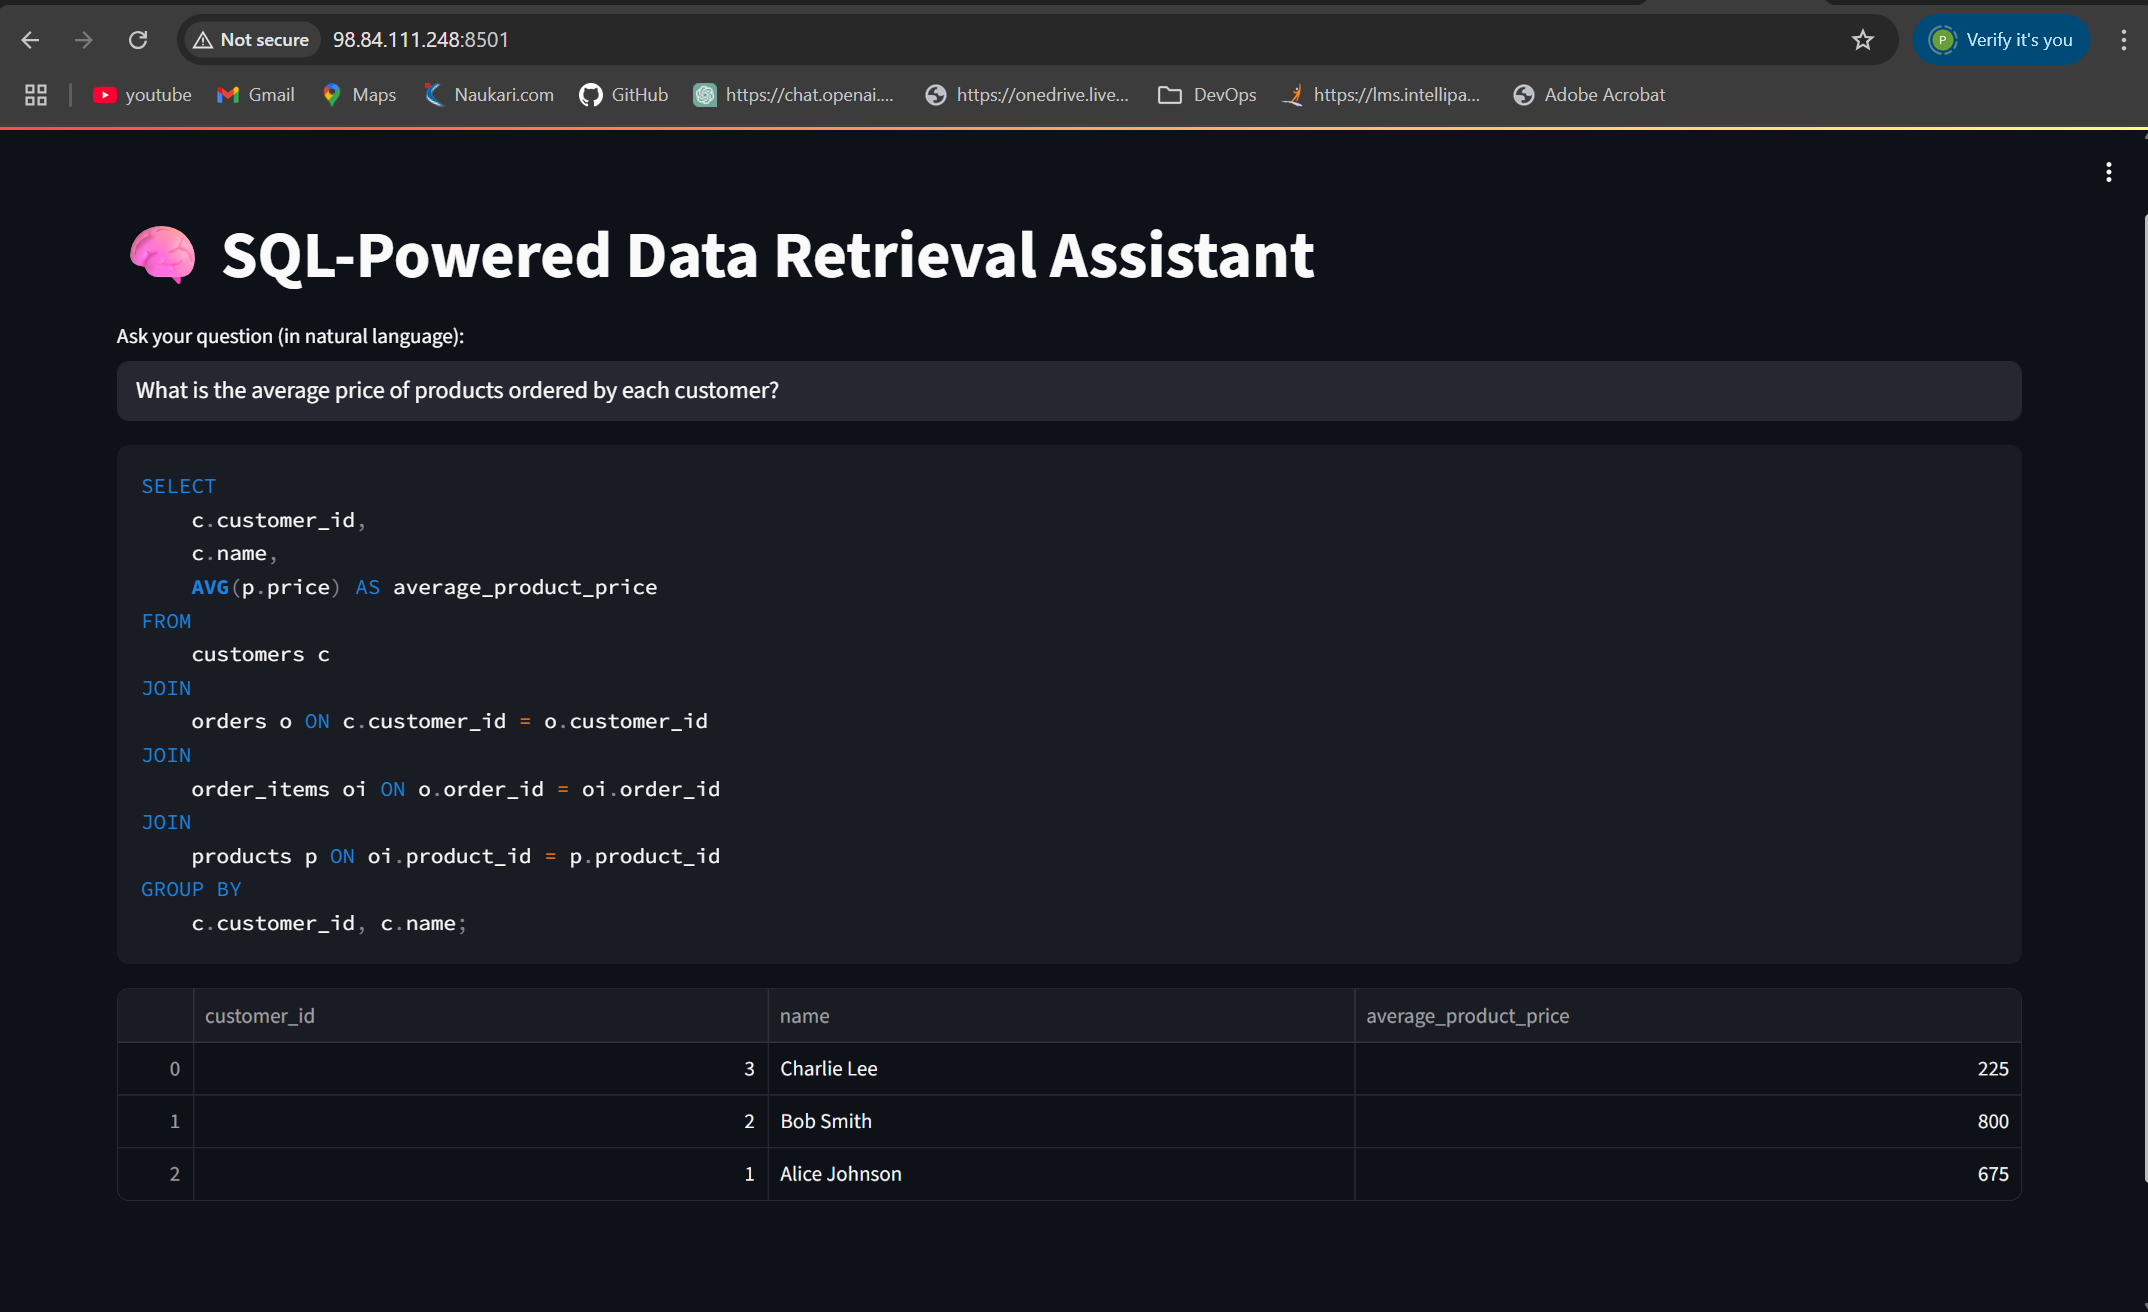 Not secure 98.84.111.248:8501 Verify it's you
youtube Gmail Maps Naukari.com GitHub https://chat.openai.... https://onedrive.live... DevOps https://lms.intellipa... Adobe Acrobat
SQL-Powered Data Retrieval Assistant
Ask your question (in natural language):
What is the average price of products ordered by each customer?
SELECT
    c.customer_id,
    c.name,
    AVG(p.price) AS average_product_price
FROM
    customers c
JOIN
    orders o ON c.customer_id = o.customer_id
JOIN
    order_items oi ON o.order_id = oi.order_id
JOIN
    products p ON oi.product_id = p.product_id
GROUP BY
    c.customer_id, c.name;
customer_id name average_product_price
0 3 Charlie Lee 225
1 2 Bob Smith 800
2 1 Alice Johnson 675